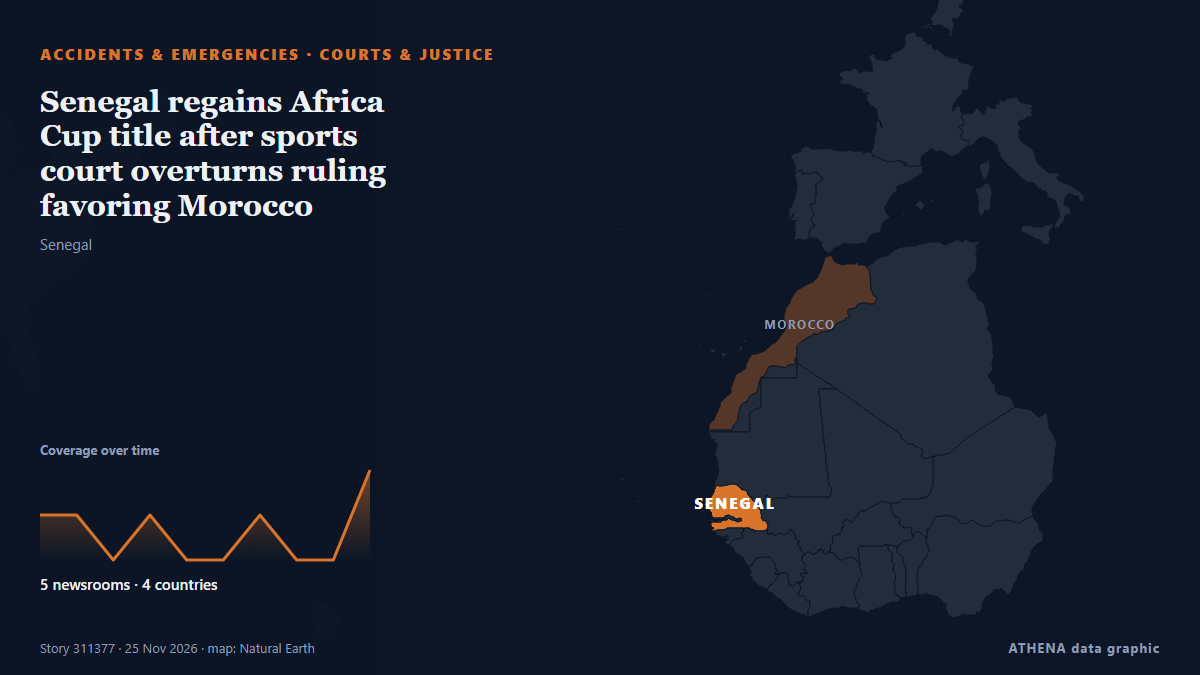 ACCIDENTS & EMERGENCIES · COURTS & JUSTICE
Senegal regains Africa
Cup title after sports
court overturns ruling
favoring Morocco
Senegal
MOROCCO
SENEGAL
Coverage over time
5 newsrooms · 4 countries
Story 311377 · 25 Nov 2026 · map: Natural Earth
ATHENA data graphic